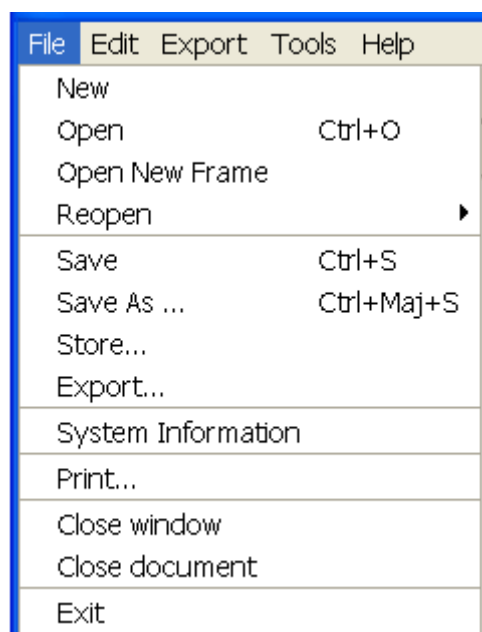 File Edit Export Tools Help
New
Open Ctrl+O
Open New Frame
Reopen
Save Ctrl+S
Save As ... Ctrl+Maj+S
Store...
Export...
System Information
Print...
Close window
Close document
Exit